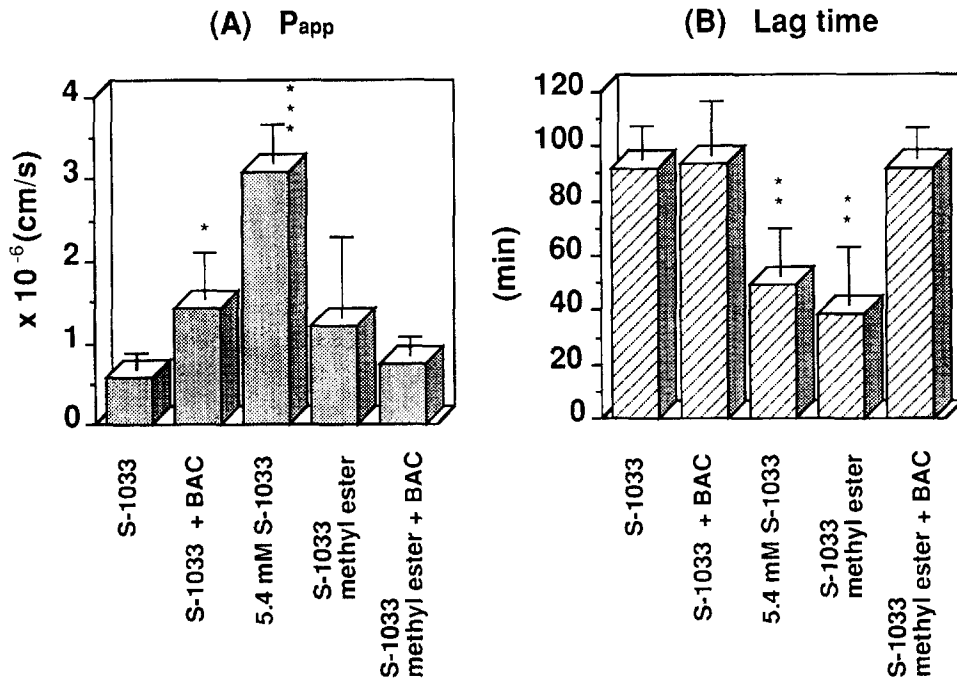 (A) Papp
(B) Lag time
4
3
2
1
0
x 10⁻⁶ (cm/s)
*
***
S-1033
S-1033 + BAC
5.4 mM S-1033
S-1033
methyl ester
S-1033
methyl ester + BAC
120
100
80
60
40
20
0
(min)
**
**
S-1033
S-1033 + BAC
5.4 mM S-1033
S-1033
methyl ester
S-1033
methyl ester + BAC